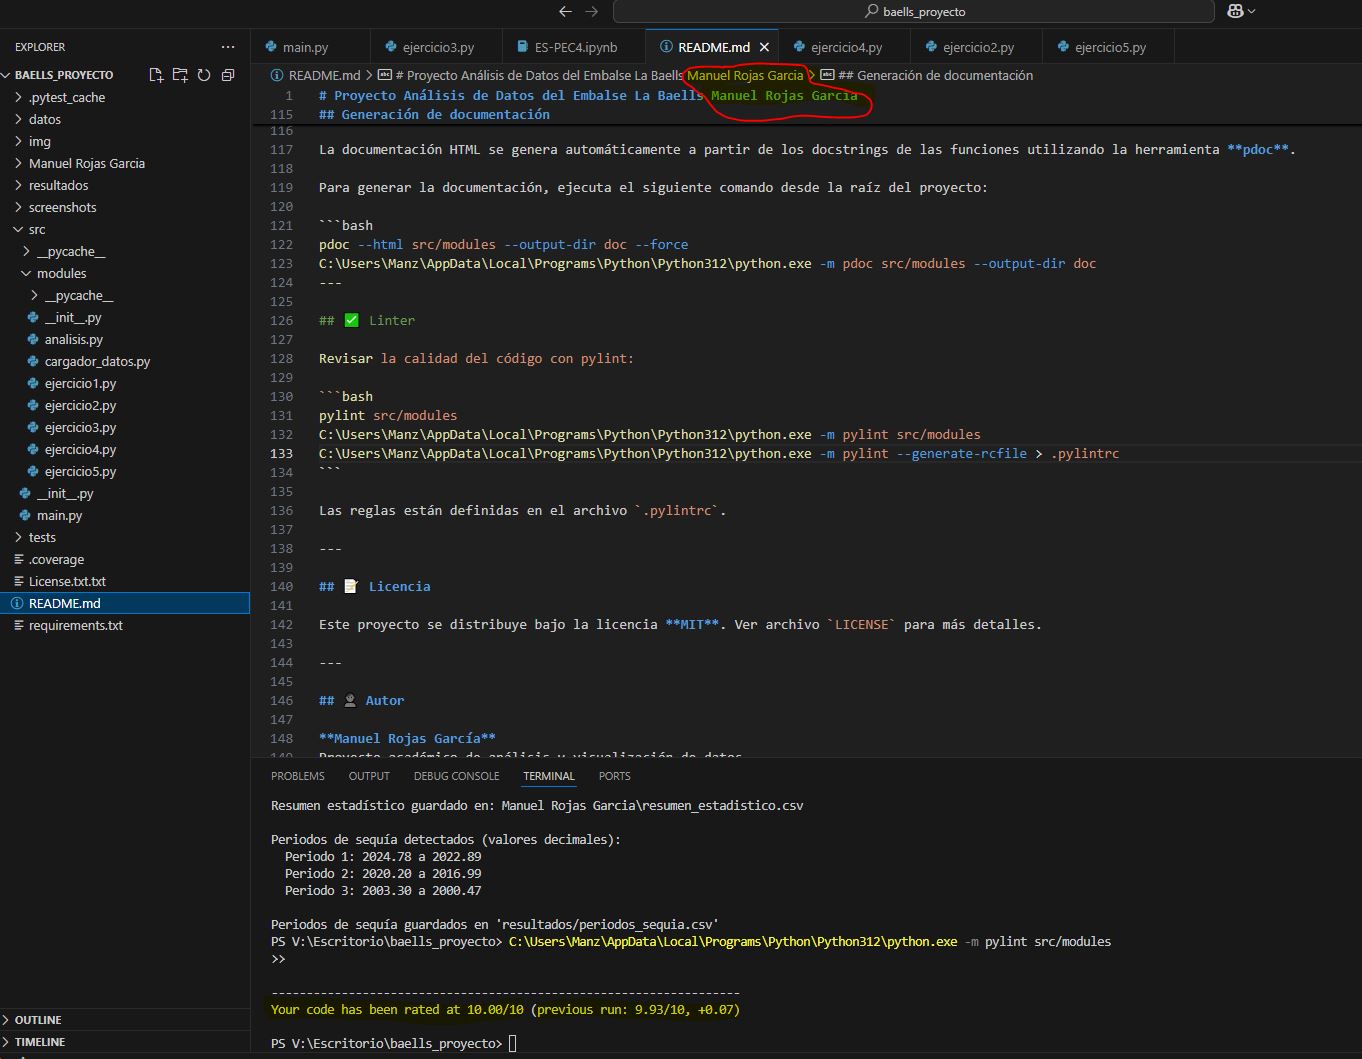 baells_proyecto
EXPLORER
···
main.py
ejercicio3.py
ES-PEC4.ipynb
README.md
ejercicio4.py
ejercicio2.py
ejercicio5.py
BAELLS_PROYECTO
README.md > # Proyecto Análisis de Datos del Embalse La Baells Manuel Rojas Garcia > ## Generación de documentación
.pytest_cache
datos
img
Manuel Rojas Garcia
resultados
screenshots
src
__pycache__
modules
__pycache__
__init__.py
analisis.py
cargador_datos.py
ejercicio1.py
ejercicio2.py
ejercicio3.py
ejercicio4.py
ejercicio5.py
__init__.py
main.py
tests
.coverage
License.txt.txt
README.md
requirements.txt
OUTLINE
TIMELINE
1 # Proyecto Análisis de Datos del Embalse La Baells Manuel Rojas Garcia
115 ## Generación de documentación
116
117 La documentación HTML se genera automáticamente a partir de los docstrings de las funciones utilizando la herramienta **pdoc**.
118
119 Para generar la documentación, ejecuta el siguiente comando desde la raíz del proyecto:
120
121 ```bash
122 pdoc --html src/modules --output-dir doc --force
123 C:\Users\Manz\AppData\Local\Programs\Python\Python312\python.exe -m pdoc src/modules --output-dir doc
124 ---
125
126 ## ✅ Linter
127
128 Revisar la calidad del código con pylint:
129
130 ```bash
131 pylint src/modules
132 C:\Users\Manz\AppData\Local\Programs\Python\Python312\python.exe -m pylint src/modules
133 C:\Users\Manz\AppData\Local\Programs\Python\Python312\python.exe -m pylint --generate-rcfile > .pylintrc
134 ```
135
136 Las reglas están definidas en el archivo `.pylintrc`.
137
138 ---
139
140 ## 📝 Licencia
141
142 Este proyecto se distribuye bajo la licencia **MIT**. Ver archivo `LICENSE` para más detalles.
143
144 ---
145
146 ## 👤 Autor
147
148 **Manuel Rojas García**
149 Proyecto académico de análisis y visualización de datos
PROBLEMS
OUTPUT
DEBUG CONSOLE
TERMINAL
PORTS
Resumen estadístico guardado en: Manuel Rojas Garcia\resumen_estadistico.csv
Periodos de sequía detectados (valores decimales):
Periodo 1: 2024.78 a 2022.89
Periodo 2: 2020.20 a 2016.99
Periodo 3: 2003.30 a 2000.47
Periodos de sequía guardados en 'resultados/periodos_sequia.csv'
PS V:\Escritorio\baells_proyecto> C:\Users\Manz\AppData\Local\Programs\Python\Python312\python.exe -m pylint src/modules
>>
-------------------------------------------------------------------
Your code has been rated at 10.00/10 (previous run: 9.93/10, +0.07)
PS V:\Escritorio\baells_proyecto>